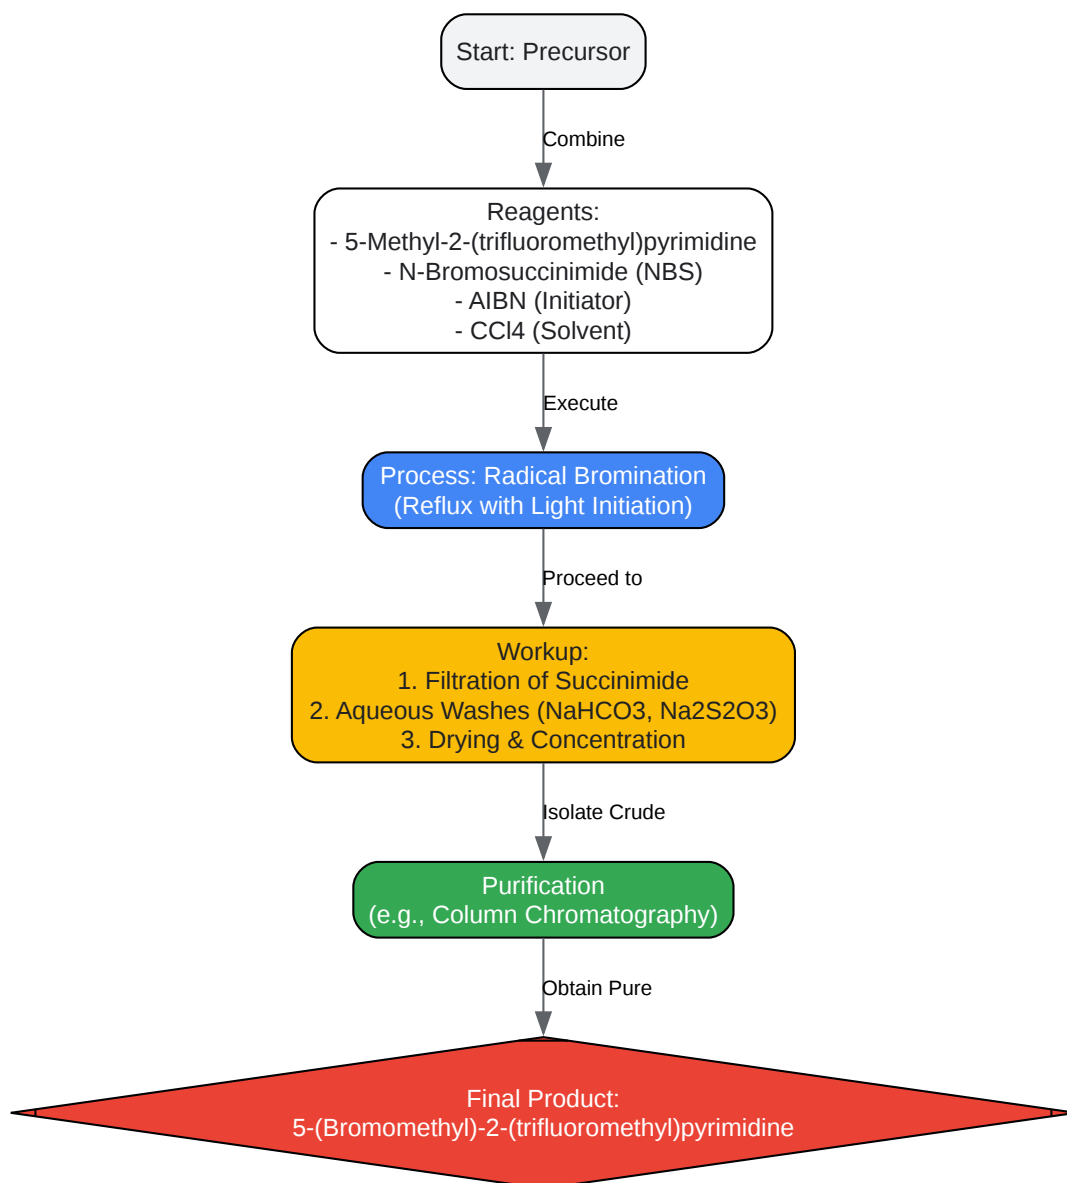 Start: Precursor
Combine
Reagents:
- 5-Methyl-2-(trifluoromethyl)pyrimidine
- N-Bromosuccinimide (NBS)
- AIBN (Initiator)
- CCl4 (Solvent)
Execute
Process: Radical Bromination
(Reflux with Light Initiation)
Proceed to
Workup:
1. Filtration of Succinimide
2. Aqueous Washes (NaHCO3, Na2S2O3)
3. Drying & Concentration
Isolate Crude
Purification
(e.g., Column Chromatography)
Obtain Pure
Final Product:
5-(Bromomethyl)-2-(trifluoromethyl)pyrimidine